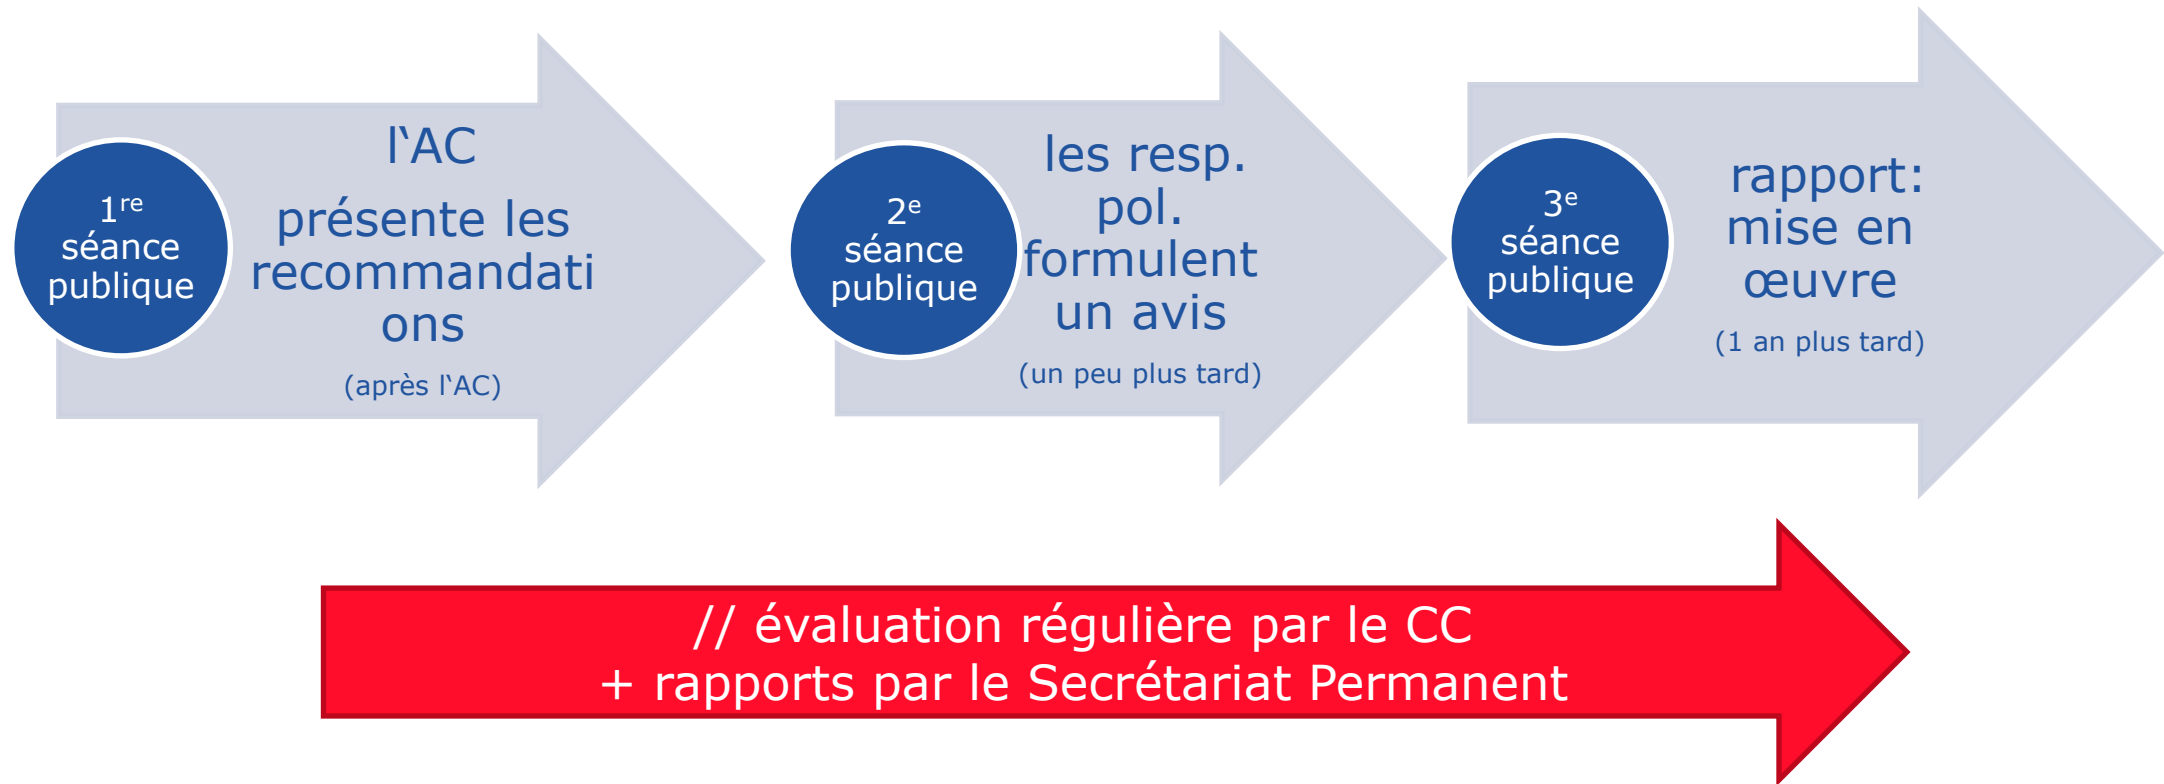 1re
séance
publique
l‛AC
présente les
recommandati
ons
(après l‛AC)
2e
séance
publique
les resp.
pol.
formulent
un avis
(un peu plus tard)
3e
séance
publique
rapport:
mise en
œuvre
(1 an plus tard)
// évaluation régulière par le CC
+ rapports par le Secrétariat Permanent